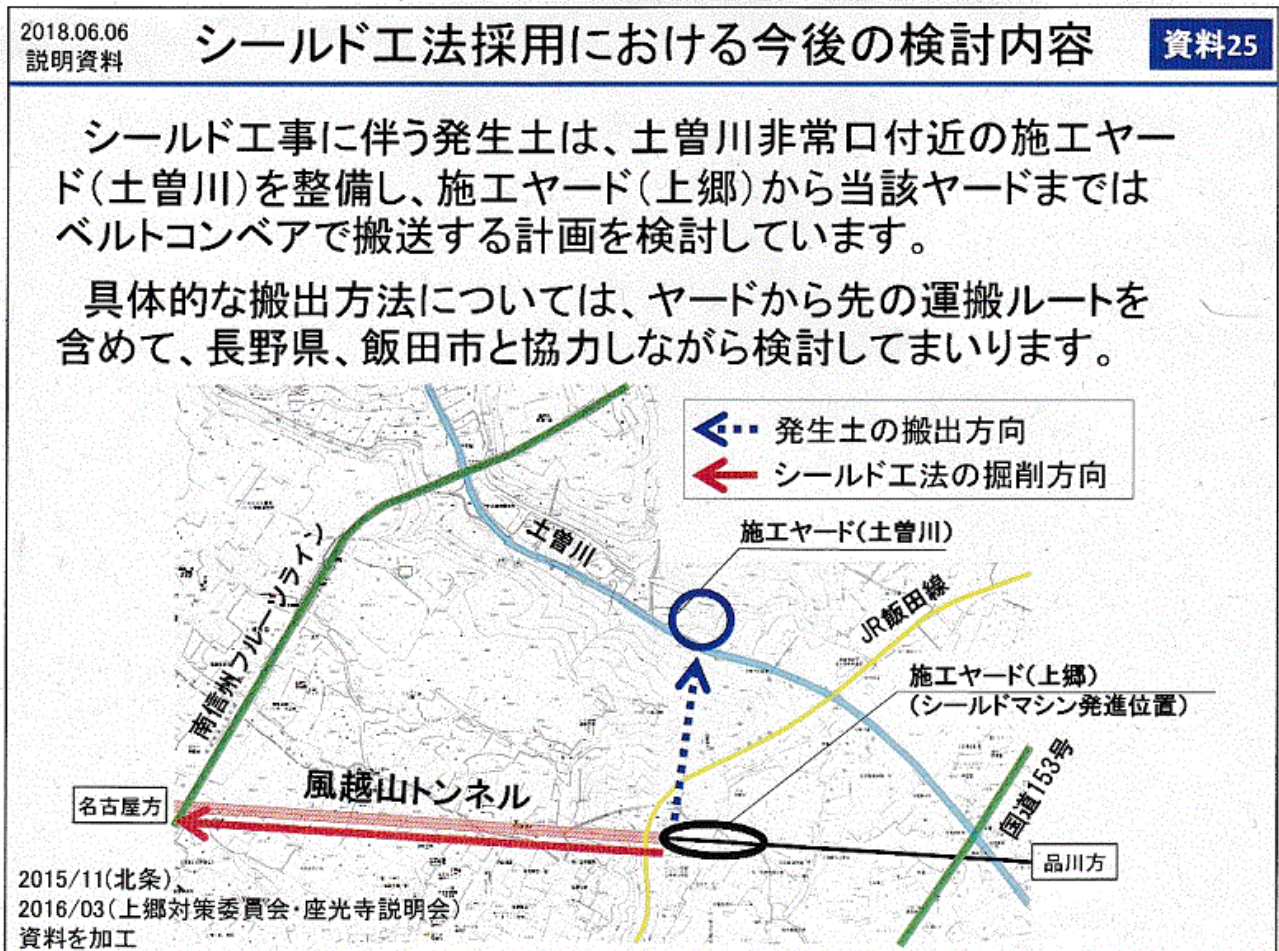 2018.06.06
説明資料
シールド工法採用における今後の検討内容
資料25
シールド工事に伴う発生土は、土曽川非常口付近の施工ヤー
ド(土曽川)を整備し、施工ヤード(上郷)から当該ヤードまでは
ベルトコンベアで搬送する計画を検討しています。
具体的な搬出方法については、ヤードから先の運搬ルートを
含めて、長野県、飯田市と協力しながら検討してまいります。
発生土の搬出方向
シールド工法の掘削方向
施工ヤード(土曽川)
土曽川
南信州フルーツライン
JR飯田線
施工ヤード(上郷)
(シールドマシン発進位置)
国道153号
風越山トンネル
名古屋方
品川方
2015/11(北条)
2016/03(上郷対策委員会・座光寺説明会)
資料を加工